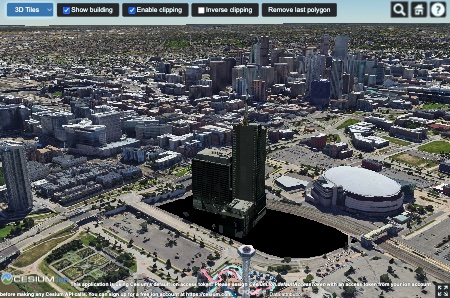 3D Tiles
Show building
Enable clipping
Inverse clipping
Remove last polygon
CESIUM
This application is using Cesium's default ion access token. Please assign Cesium.Ion.defaultAccessToken with an access token from your ion account
before making any Cesium API calls. You can sign up for a free ion account at https://cesium.com.
Data attribution